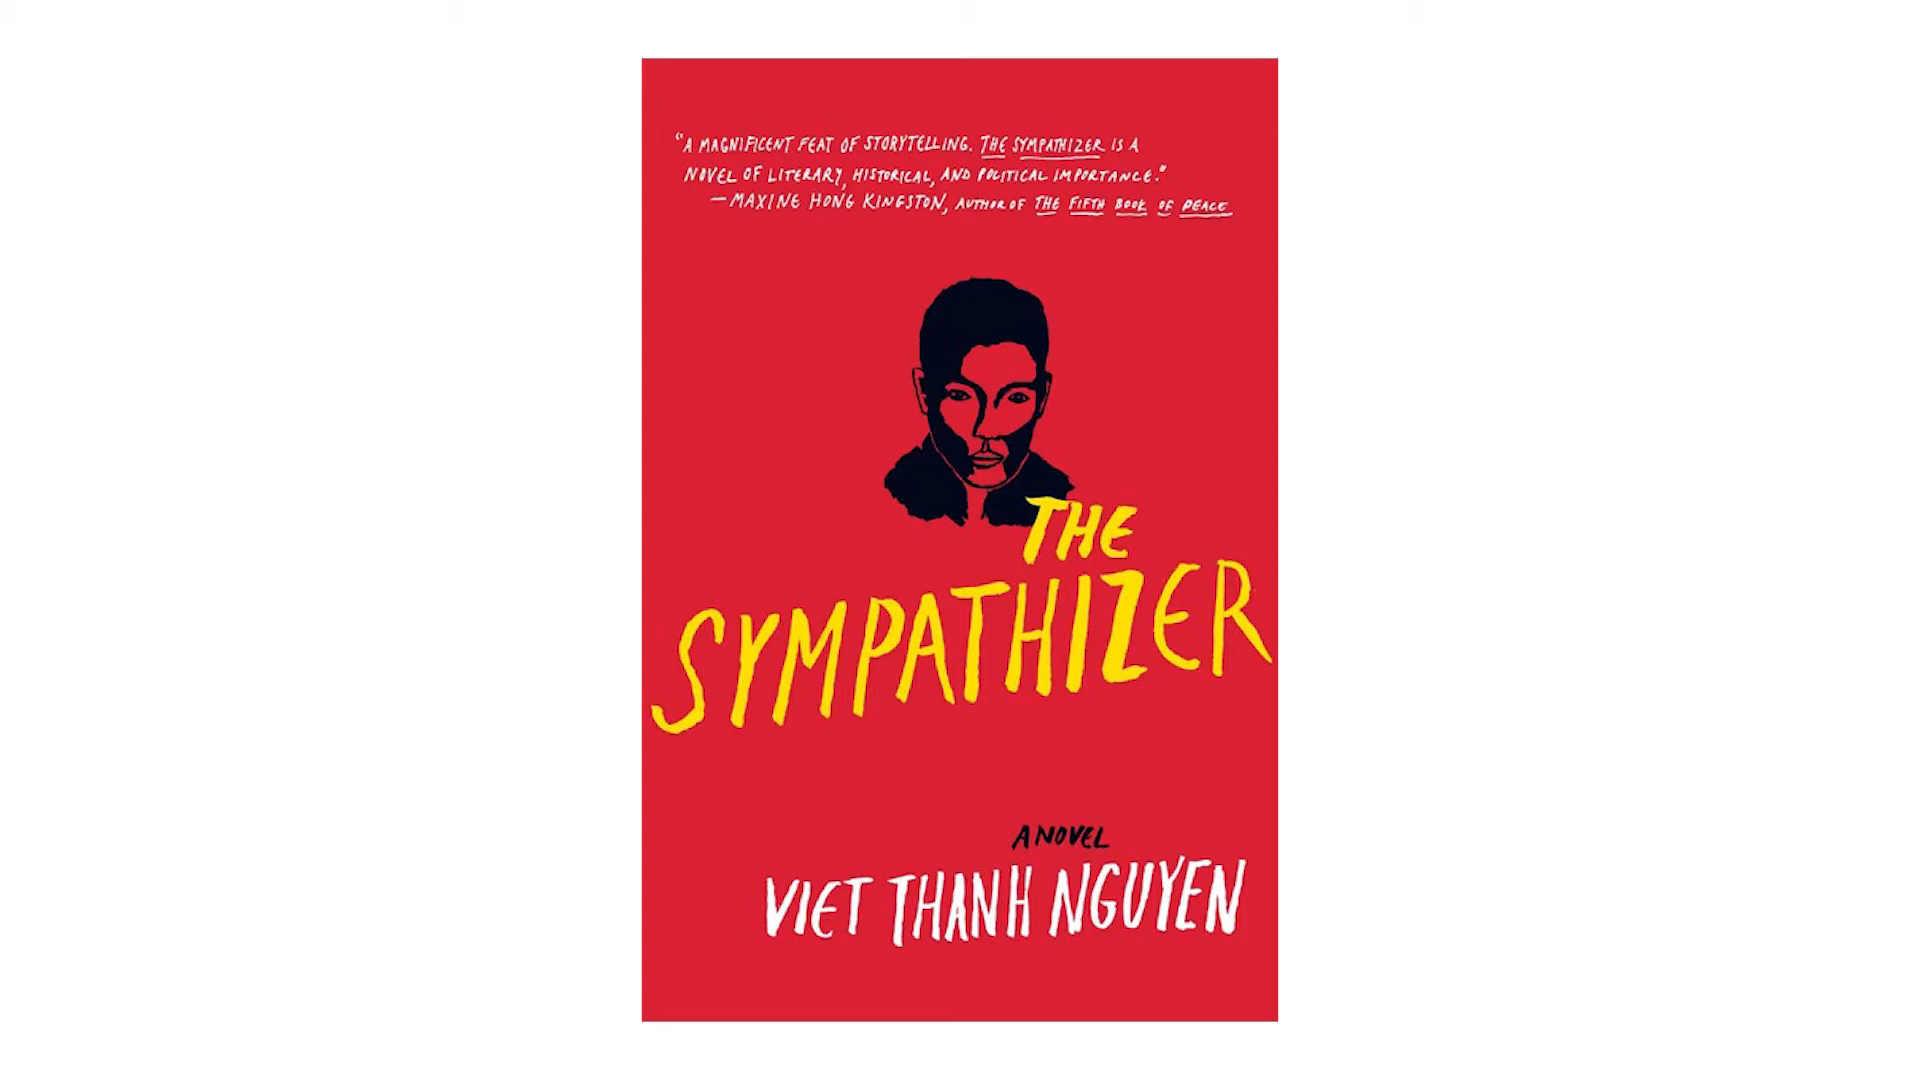 "A MAGNIFICENT FEAT OF STORYTELLING. THE SYMPATHIZER IS A
NOVEL OF LITERARY, HISTORICAL, AND POLITICAL IMPORTANCE."
—MAXINE HONG KINGSTON, AUTHOR OF THE FIFTH BOOK OF PEACE
THE
SYMPATHIZER
A NOVEL
VIET THANH NGUYEN